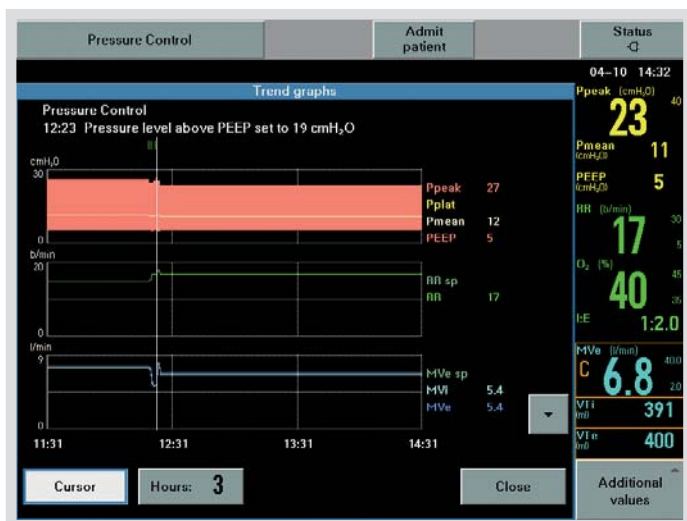 Pressure Control
Admit
patient
Status
04-10 14:32
Trend graphs
Pressure Control
12:23 Pressure level above PEEP set to 19 cmH₂O
cmH₂O
30
0
Ppeak 27
Pplat
Pmean 12
PEEP 5
b/min
20
0
RR sp
RR 17
l/min
9
0
MVe sp
MVi 5.4
MVe 5.4
11:31 12:31 13:31 14:31
Cursor
Hours: 3
Close
Ppeak (cmH₂O)
40
23
Pmean
(cmH₂O)
11
PEEP
(cmH₂O)
5
RR (b/min)
30
17
5
O₂ (%)
45
40
35
I:E
1:2.0
MVe (l/min)
C 6.8
400
20
VTi
(ml)
391
VTe
(ml)
400
Additional
values